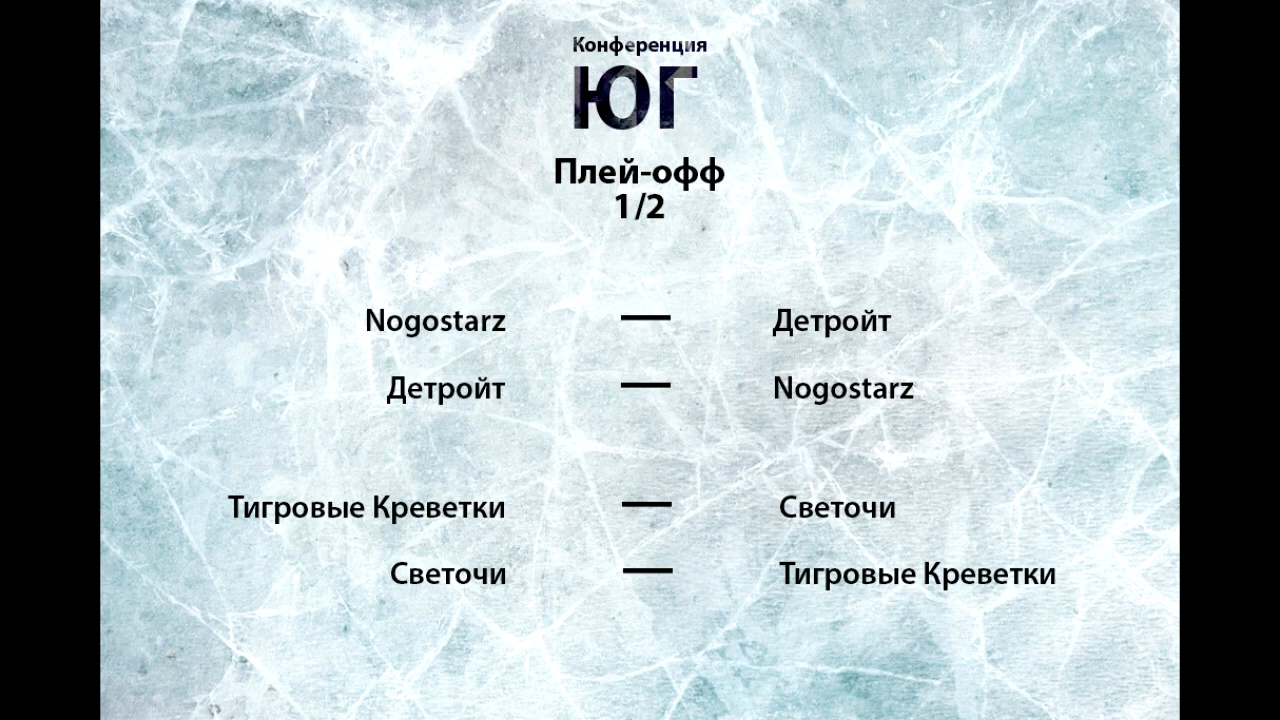 Конференция
ЮГ
Плей-офф
1/2
Nogostarz — Детройт
Детройт — Nogostarz
Тигровые Креветки — Светочи
Светочи — Тигровые Креветки